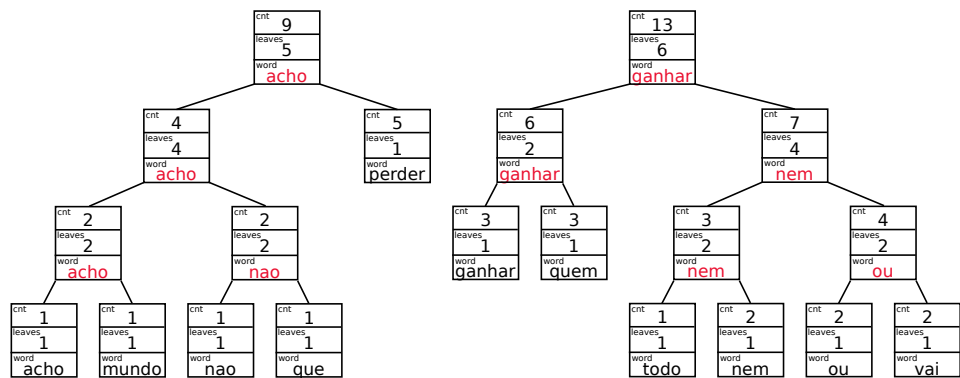 cnt 9 cnt 13
leaves 5 leaves 6
word acho word ganhar
cnt 4 cnt 5 cnt 6 cnt 7
leaves 4 leaves 1 leaves 2 leaves 4
word acho word perder word ganhar word nem
cnt 2 cnt 2 cnt 3 cnt 3 cnt 3 cnt 4
leaves 2 leaves 2 leaves 1 leaves 1 leaves 2 leaves 2
word acho word nao word ganhar word quem word nem word ou
cnt 1 cnt 1 cnt 1 cnt 1 cnt 1 cnt 2 cnt 2 cnt 2
leaves 1 leaves 1 leaves 1 leaves 1 leaves 1 leaves 1 leaves 1 leaves 1
word acho word mundo word nao word que word todo word nem word ou word vai